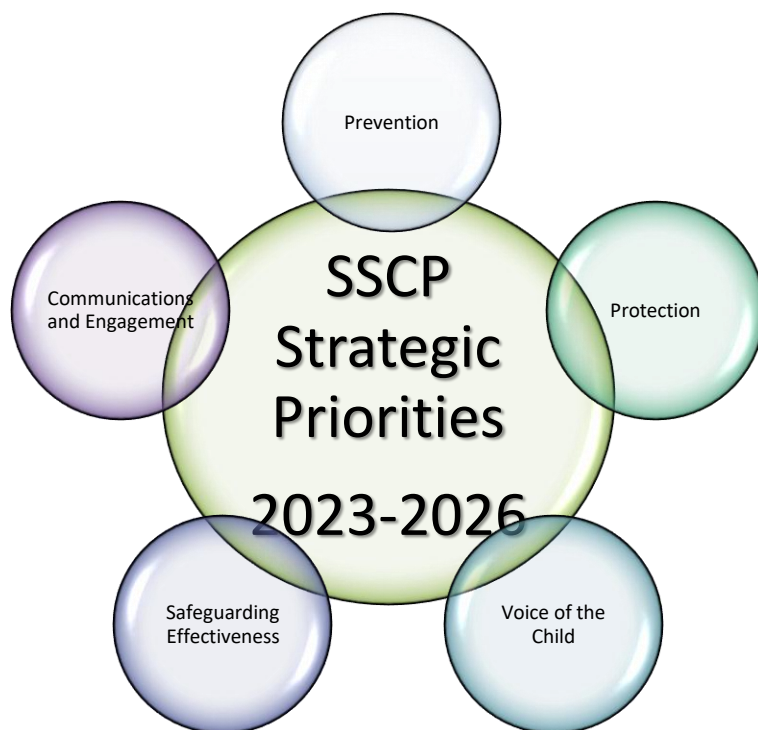 Prevention
Communications
and Engagement
SSCP
Strategic
Priorities
2023-2026
Protection
Safeguarding
Effectiveness
Voice of the
Child